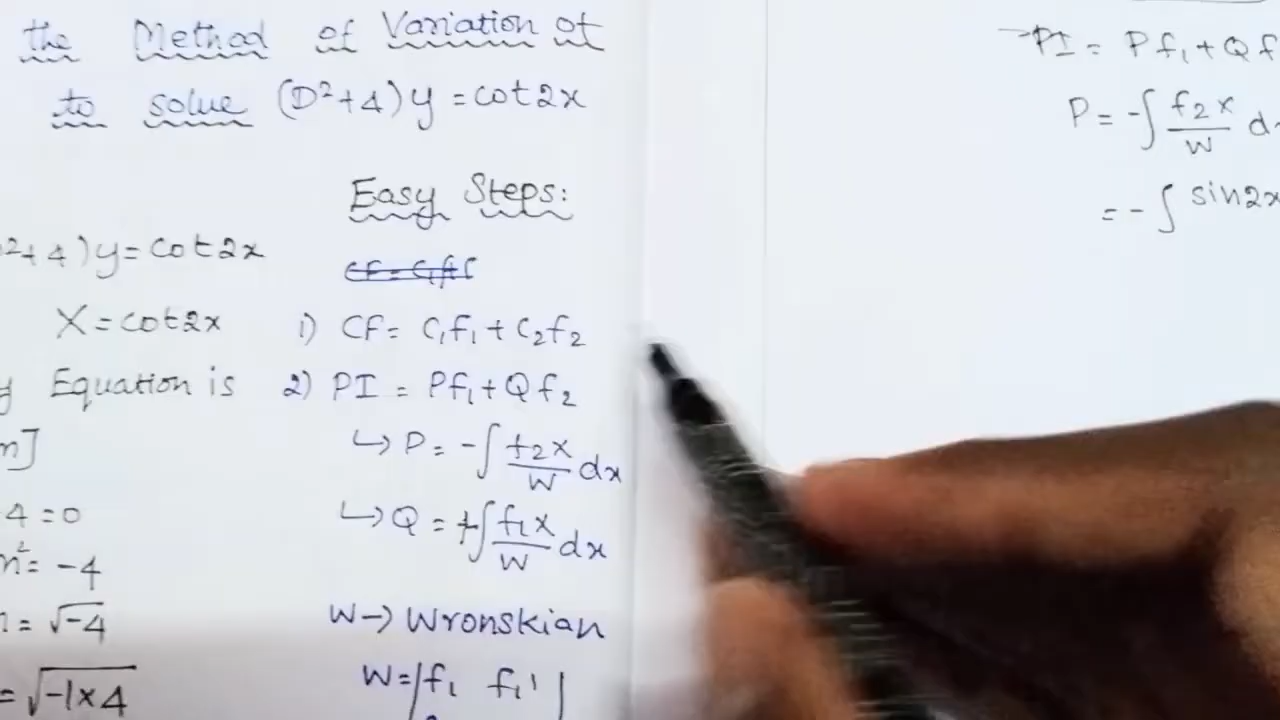 the Method of Variation of
to solve (D²+4)y = cot2x
²+4)y = cot2x
X = cot2x
y Equation is
m]
4 = 0
m² = -4
= √-4
= √-1×4
Easy Steps:
1) CF = C₁f₁ + C₂f₂
2) PI = Pf₁ + Qf₂
↳ P = -∫ f₂x/W dx
↳ Q = +∫ f₁x/W dx
W → Wronskian
W = | f₁ f₁' |
PI = Pf₁ + Qf
P = -∫ f₂x/W d
= -∫ sin2x